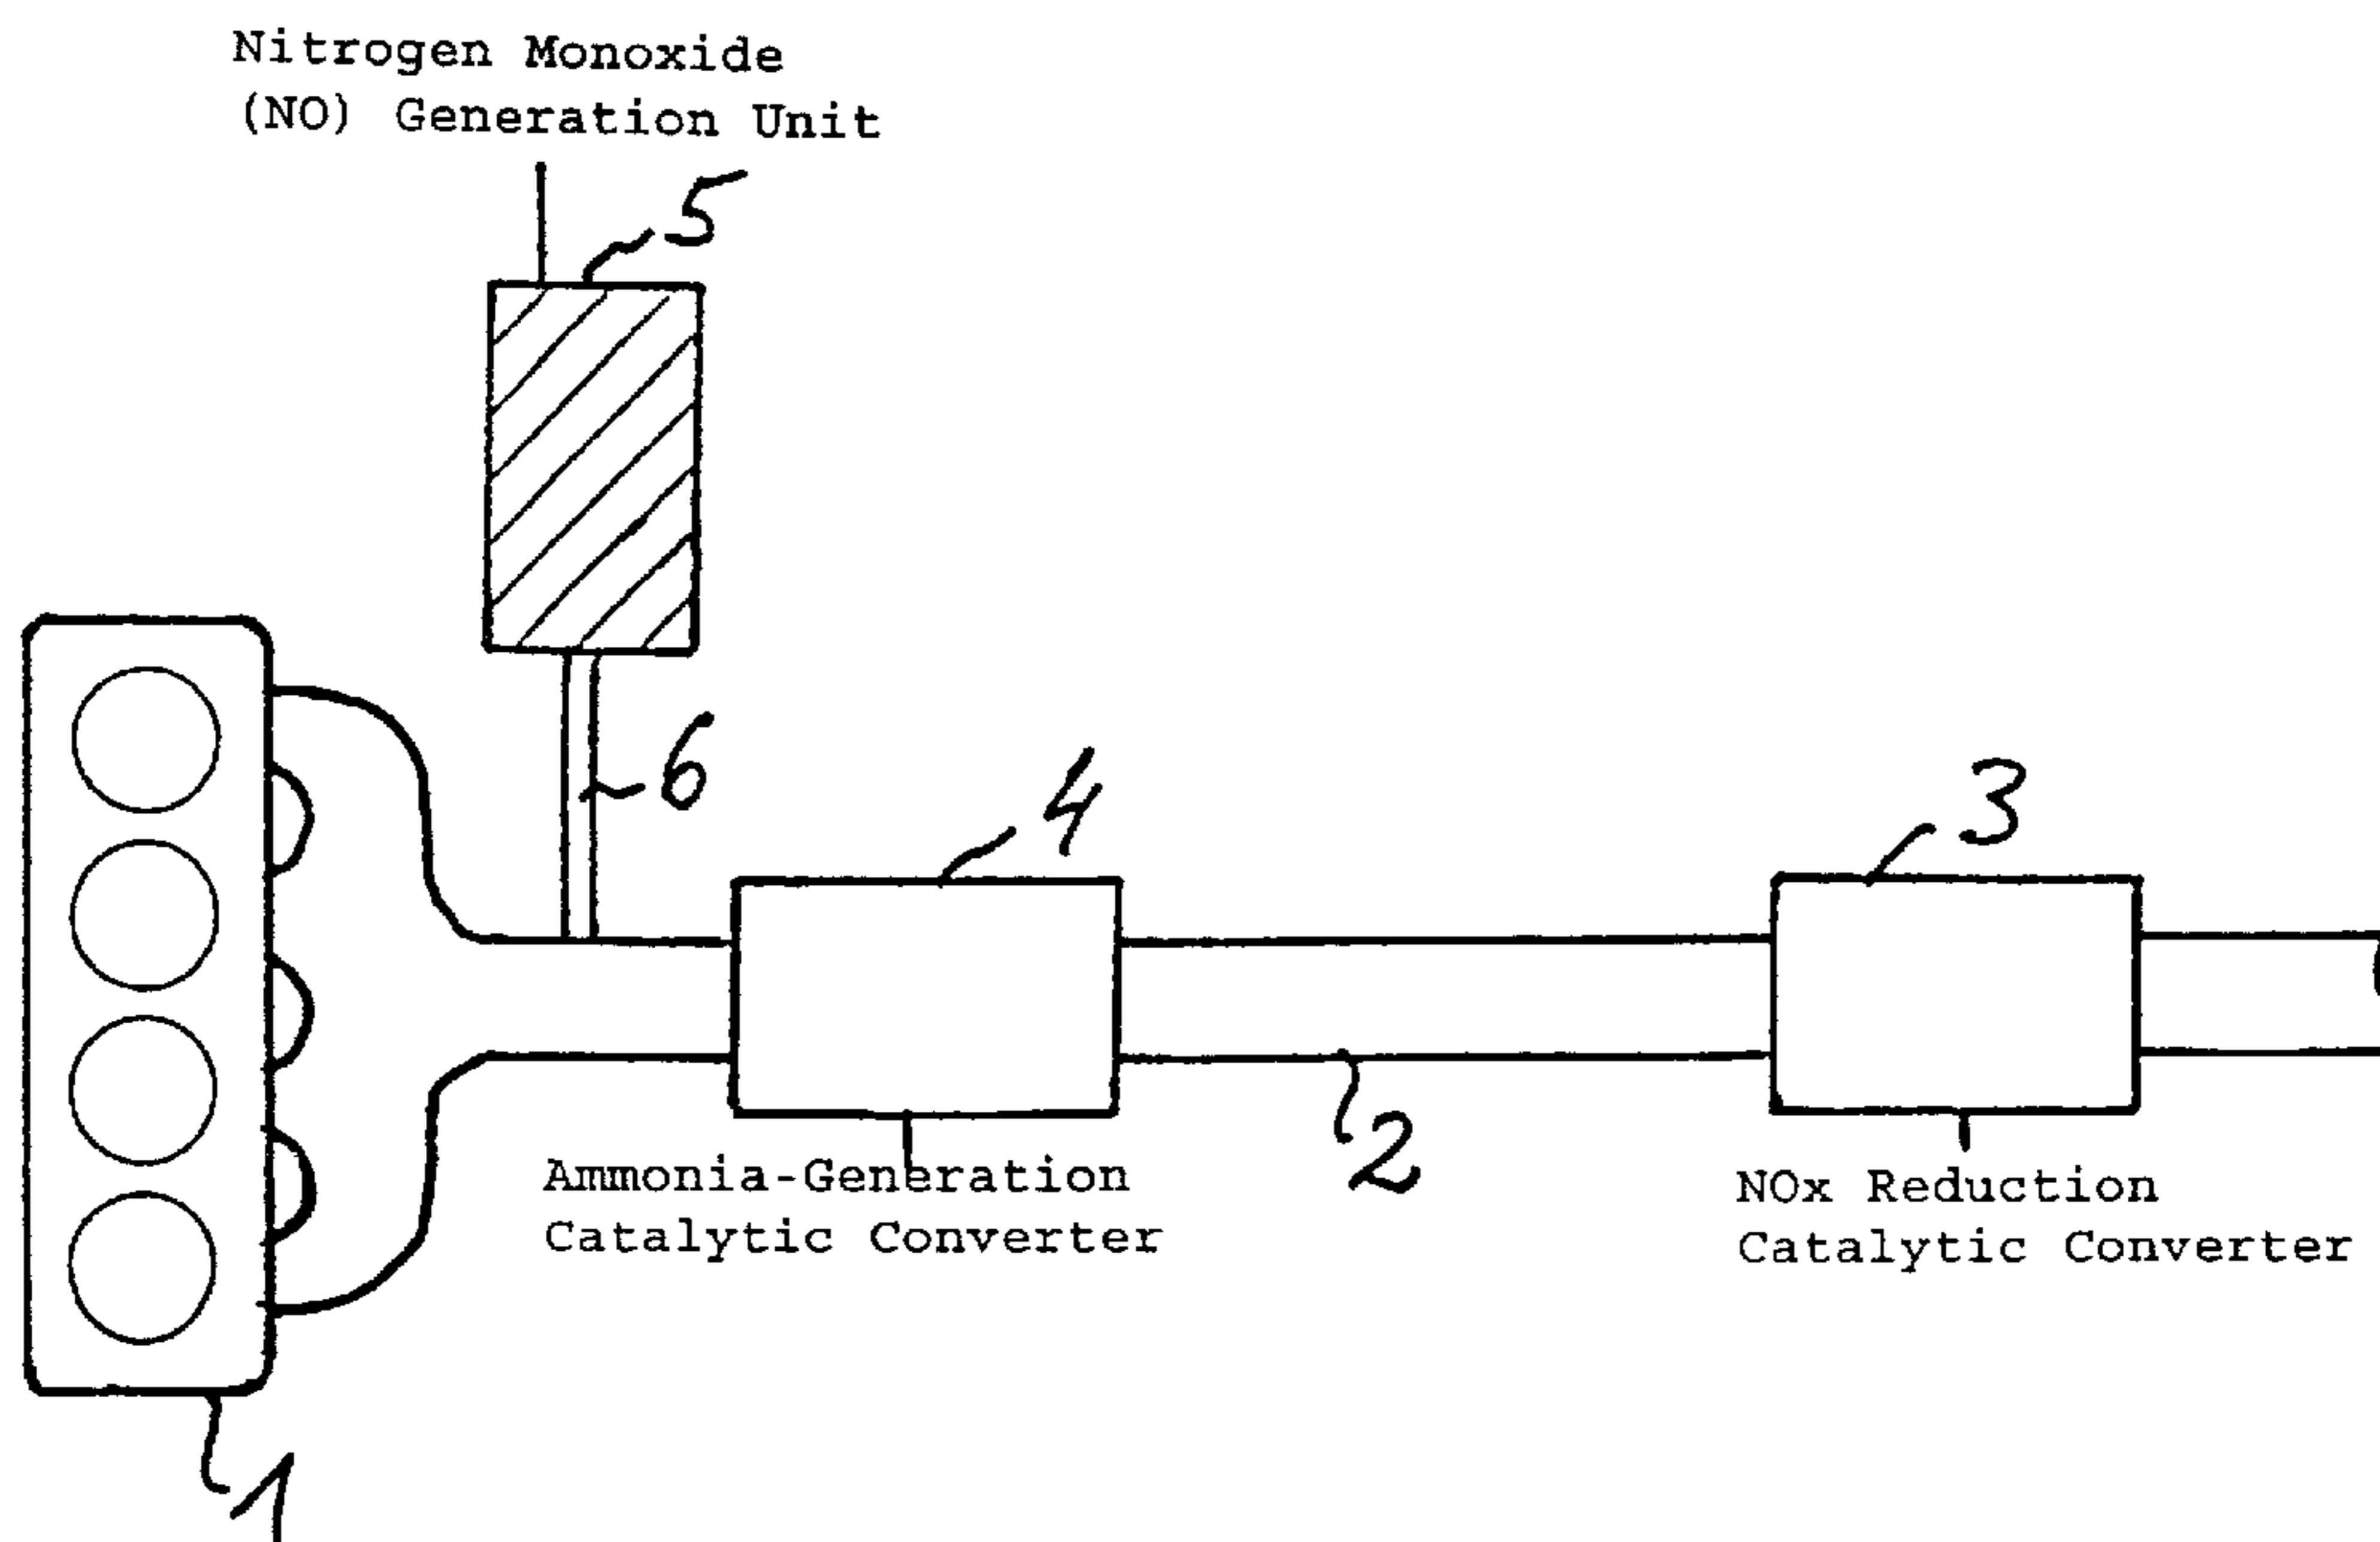 Nitrogen Monoxide
(NO) Generation Unit
5
6
4
3
2
Ammonia-Generation
Catalytic Converter
NOx Reduction
Catalytic Converter
1